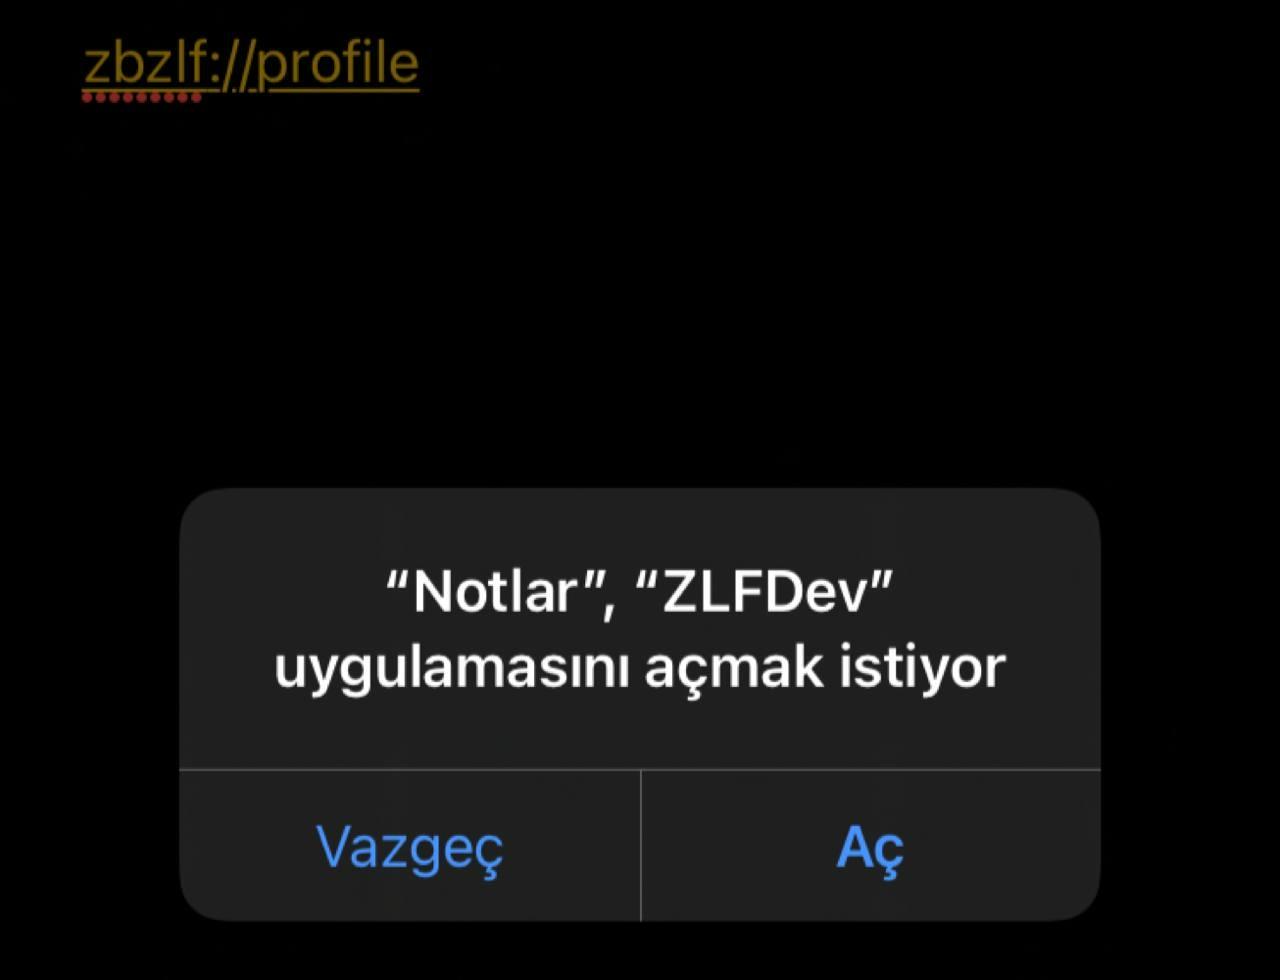 zbzlf://profile
“Notlar”, “ZLFDev”
uygulamasını açmak istiyor
Vazgeç
Aç